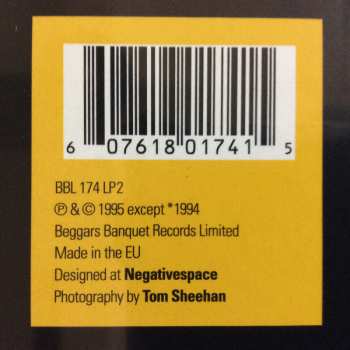 6 07618 01741 5
BBL 174 LP2
℗ & © 1995 except *1994
Beggars Banquet Records Limited
Made in the EU
Designed at Negativespace
Photography by Tom Sheehan